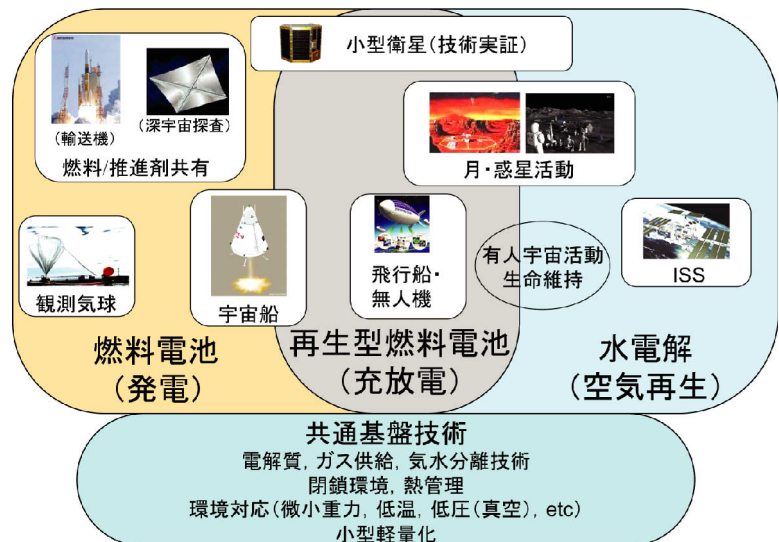 小型衛星(技術実証)
(輸送機)
(深宇宙探査)
燃料/推進剤共有
月・惑星活動
観測気球
宇宙船
飛行船・
無人機
有人宇宙活動
生命維持
ISS
燃料電池
(発電)
再生型燃料電池
(充放電)
水電解
(空気再生)
共通基盤技術
電解質, ガス供給, 気水分離技術
閉鎖環境, 熱管理
環境対応(微小重力, 低温, 低圧(真空), etc)
小型軽量化